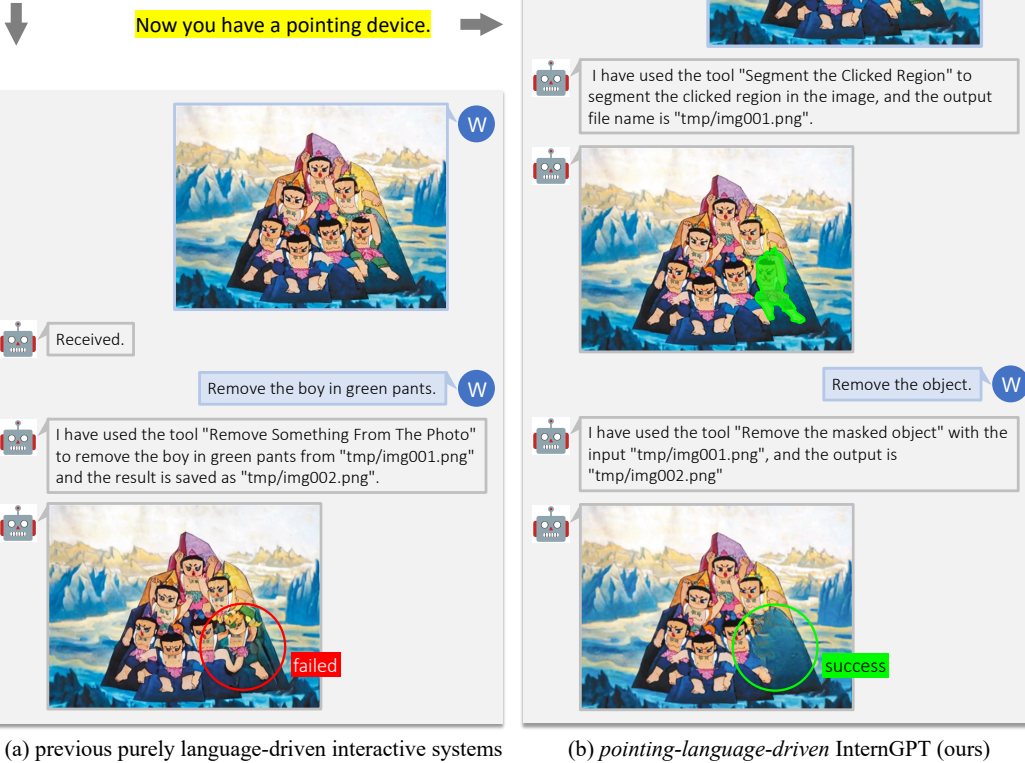 Now you have a pointing device.
W
Received.
Remove the boy in green pants.
W
I have used the tool "Remove Something From The Photo"
to remove the boy in green pants from "tmp/img001.png"
and the result is saved as "tmp/img002.png".
failed
(a) previous purely language-driven interactive systems
I have used the tool "Segment the Clicked Region" to
segment the clicked region in the image, and the output
file name is "tmp/img001.png".
Remove the object.
W
I have used the tool "Remove the masked object" with the
input "tmp/img001.png", and the output is
"tmp/img002.png"
success
(b) pointing-language-driven InternGPT (ours)